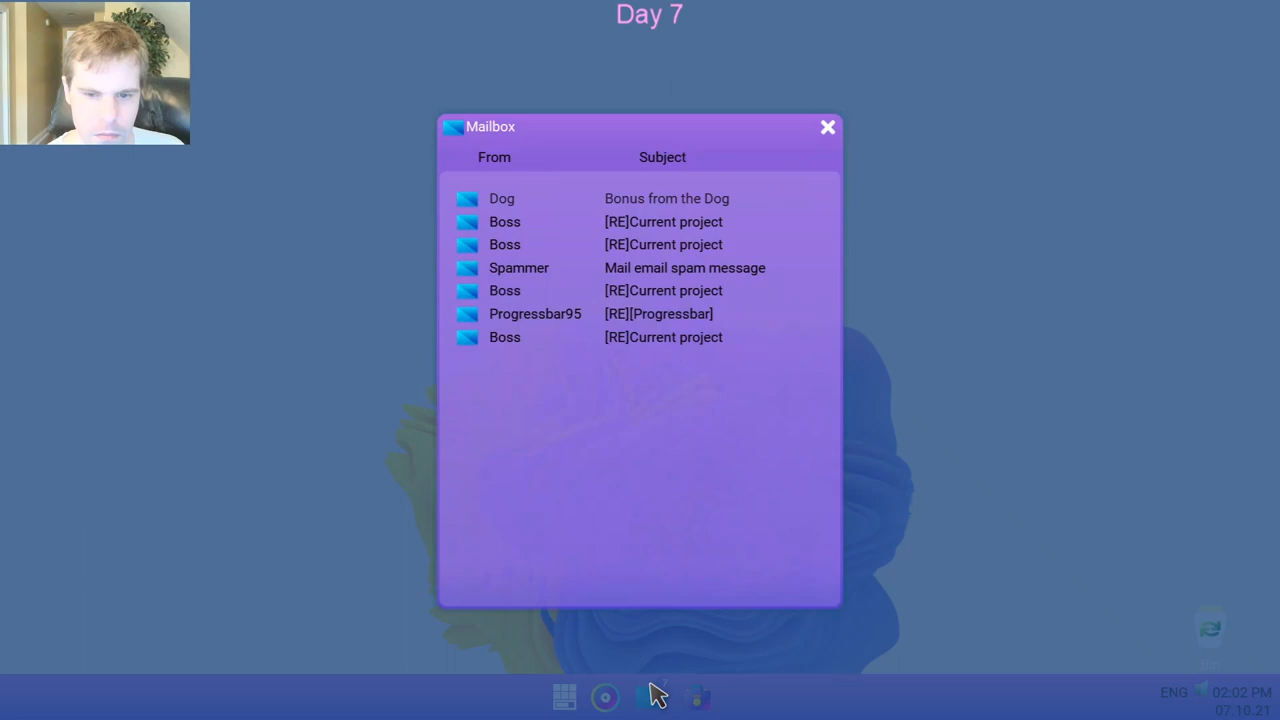 Day 7
Mailbox
From Subject
Dog Bonus from the Dog
Boss [RE]Current project
Boss [RE]Current project
Spammer Mail email spam message
Boss [RE]Current project
Progressbar95 [RE][Progressbar]
Boss [RE]Current project
Bin
7
ENG 02:02 PM
07.10.21